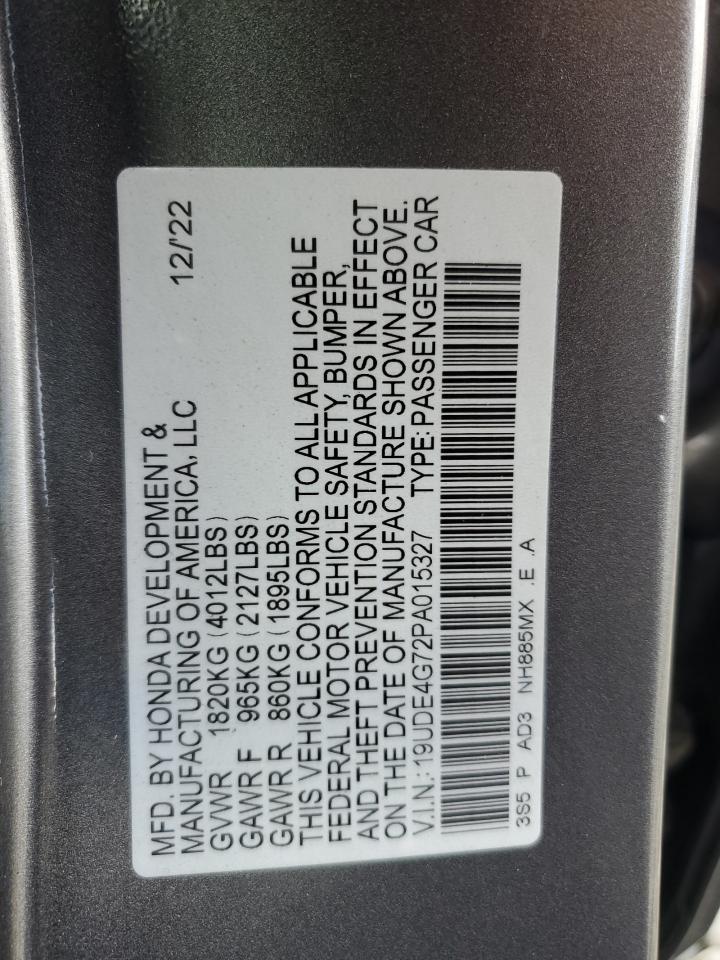 MFD. BY HONDA DEVELOPMENT &
MANUFACTURING OF AMERICA, LLC 12/'22
GVWR 1820KG (4012LBS)
GAWR F 965KG (2127LBS)
GAWR R 860KG (1895LBS)
THIS VEHICLE CONFORMS TO ALL APPLICABLE
FEDERAL MOTOR VEHICLE SAFETY, BUMPER,
AND THEFT PREVENTION STANDARDS IN EFFECT
ON THE DATE OF MANUFACTURE SHOWN ABOVE.
V.I.N.: 19UDE4G72PA015327 TYPE: PASSENGER CAR
3S5 P AD3 NH885MX .E .A